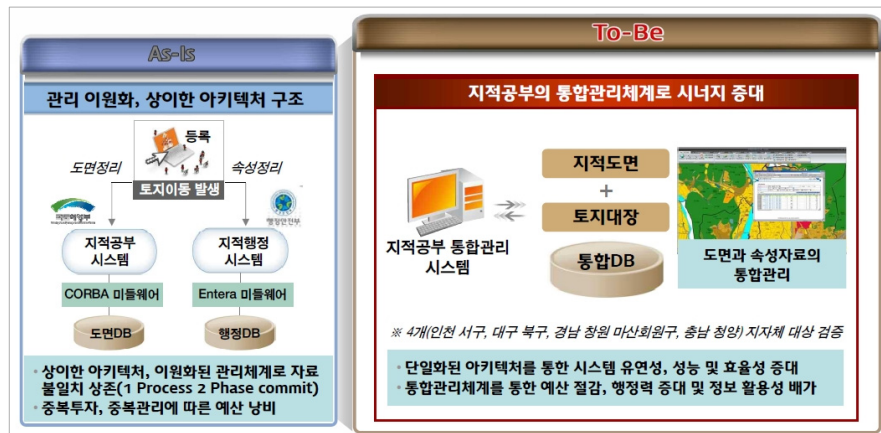 As-Is
관리 이원화, 상이한 아키텍처 구조
등록
도면정리
속성정리
토지이동 발생
국토해양부
행정안전부
지적공부
시스템
지적행정
시스템
CORBA 미들웨어
Entera 미들웨어
도면DB
행정DB
· 상이한 아키텍처, 이원화된 관리체계로 자료
불일치 상존(1 Process 2 Phase commit)
· 중복투자, 중복관리에 따른 예산 낭비
To-Be
지적공부의 통합관리체계로 시너지 증대
지적도면
+
토지대장
통합DB
지적공부 통합관리
시스템
도면과 속성자료의
통합관리
※ 4개(인천 서구, 대구 북구, 경남 창원 마산회원구, 충남 청양) 지자체 대상 검증
· 단일화된 아키텍처를 통한 시스템 유연성, 성능 및 효율성 증대
· 통합관리체계를 통한 예산 절감, 행정력 증대 및 정보 활용성 배가